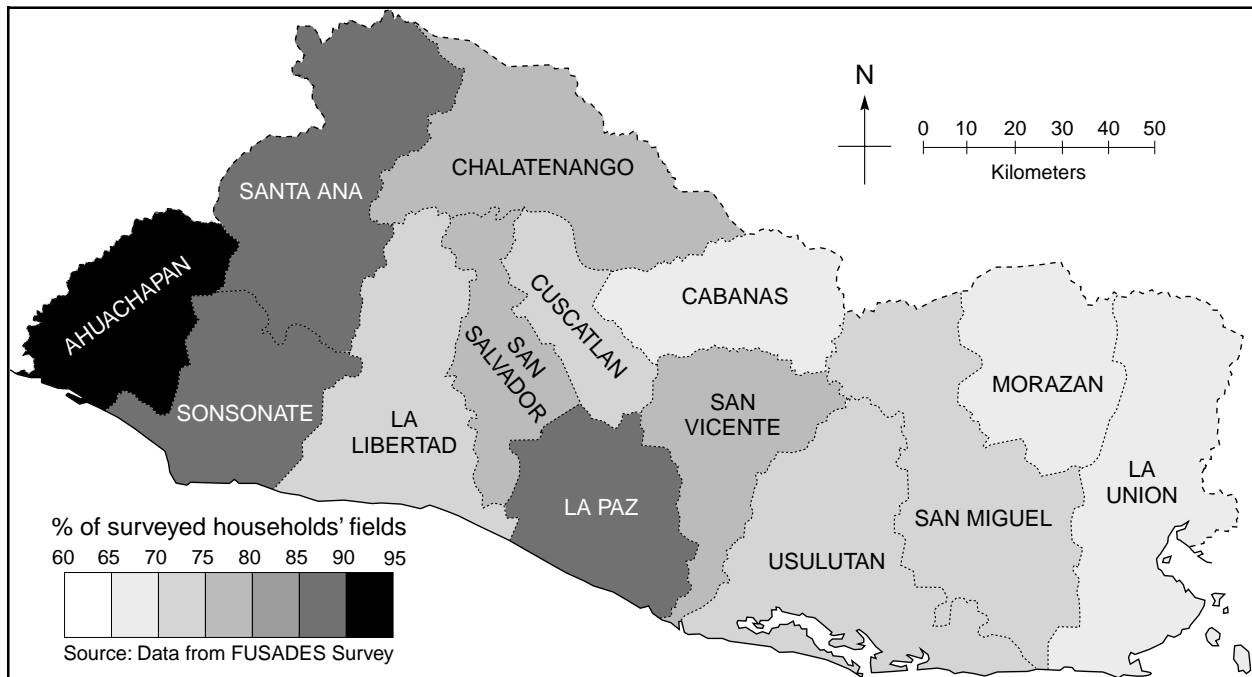 N
0 10 20 30 40 50
Kilometers
CHALATENANGO
SANTA ANA
AHUACHAPAN
CUSCATLAN
CABANAS
SAN
SALVADOR
MORAZAN
SONSONATE
SAN
VICENTE
LA
LIBERTAD
LA
UNION
LA PAZ
SAN MIGUEL
USULUTAN
% of surveyed households’ fields
60 65 70 75 80 85 90 95
Source: Data from FUSADES Survey